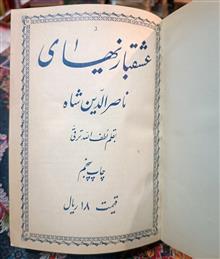 عشقبازیهای
ناصرالدین شاه
بقلم لطف الله ترقی
چاپ پنجم
قیمت ۱۸ ریال